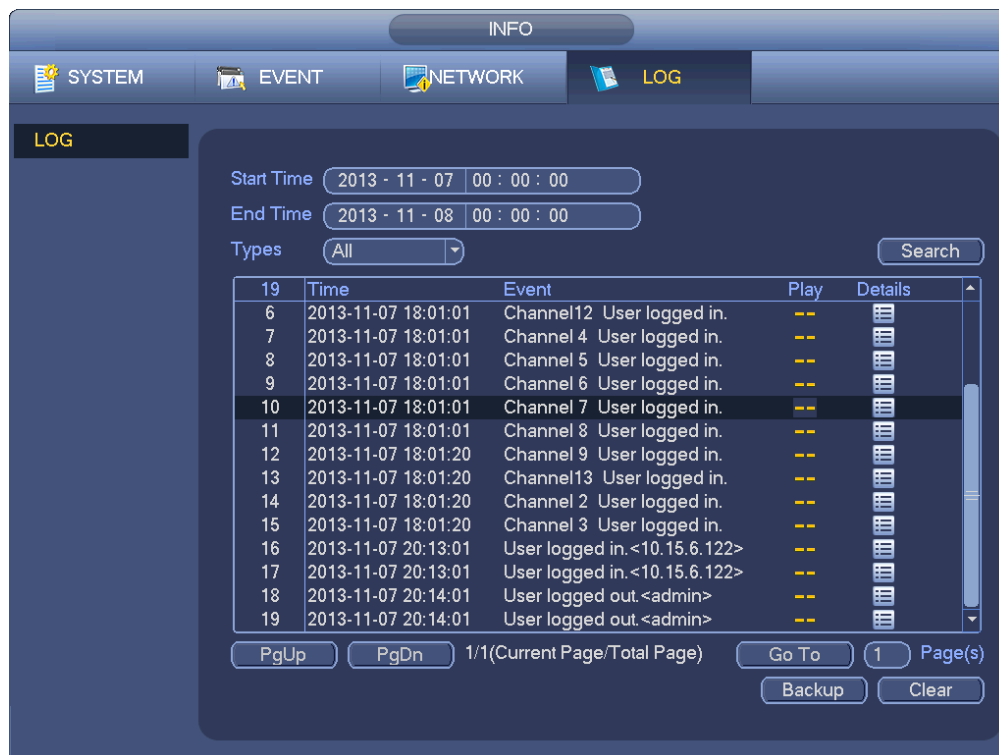 INFO
SYSTEM EVENT NETWORK LOG
LOG
Start Time 2013 - 11 - 07 00 : 00 : 00
End Time 2013 - 11 - 08 00 : 00 : 00
Types All Search
19 Time Event Play Details
6 2013-11-07 18:01:01 Channel12 User logged in. --
7 2013-11-07 18:01:01 Channel 4 User logged in. --
8 2013-11-07 18:01:01 Channel 5 User logged in. --
9 2013-11-07 18:01:01 Channel 6 User logged in. --
10 2013-11-07 18:01:01 Channel 7 User logged in. --
11 2013-11-07 18:01:01 Channel 8 User logged in. --
12 2013-11-07 18:01:20 Channel 9 User logged in. --
13 2013-11-07 18:01:20 Channel13 User logged in. --
14 2013-11-07 18:01:20 Channel 2 User logged in. --
15 2013-11-07 18:01:20 Channel 3 User logged in. --
16 2013-11-07 20:13:01 User logged in.<10.15.6.122> --
17 2013-11-07 20:13:01 User logged in.<10.15.6.122> --
18 2013-11-07 20:14:01 User logged out.<admin> --
19 2013-11-07 20:14:01 User logged out.<admin> --
PgUp PgDn 1/1(Current Page/Total Page) Go To 1 Page(s)
Backup Clear